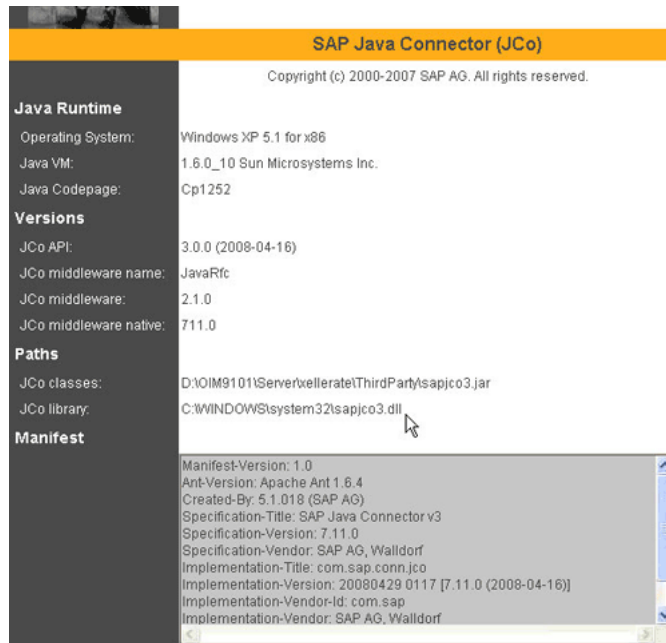 SAP Java Connector (JCo)
Copyright (c) 2000-2007 SAP AG. All rights reserved.
Java Runtime
Operating System: Windows XP 5.1 for x86
Java VM: 1.6.0_10 Sun Microsystems Inc.
Java Codepage: Cp1252
Versions
JCo API: 3.0.0 (2008-04-16)
JCo middleware name: JavaRfc
JCo middleware: 2.1.0
JCo middleware native: 711.0
Paths
JCo classes: D:\OIM9101\Server\xellerate\ThirdParty\sapjco3.jar
JCo library: C:\WINDOWS\system32\sapjco3.dll
Manifest
Manifest-Version: 1.0
Ant-Version: Apache Ant 1.6.4
Created-By: 5.1.018 (SAP AG)
Specification-Title: SAP Java Connector v3
Specification-Version: 7.11.0
Specification-Vendor: SAP AG, Walldorf
Implementation-Title: com.sap.conn.jco
Implementation-Version: 20080429 0117 [7.11.0 (2008-04-16)]
Implementation-Vendor-Id: com.sap
Implementation-Vendor: SAP AG, Walldorf